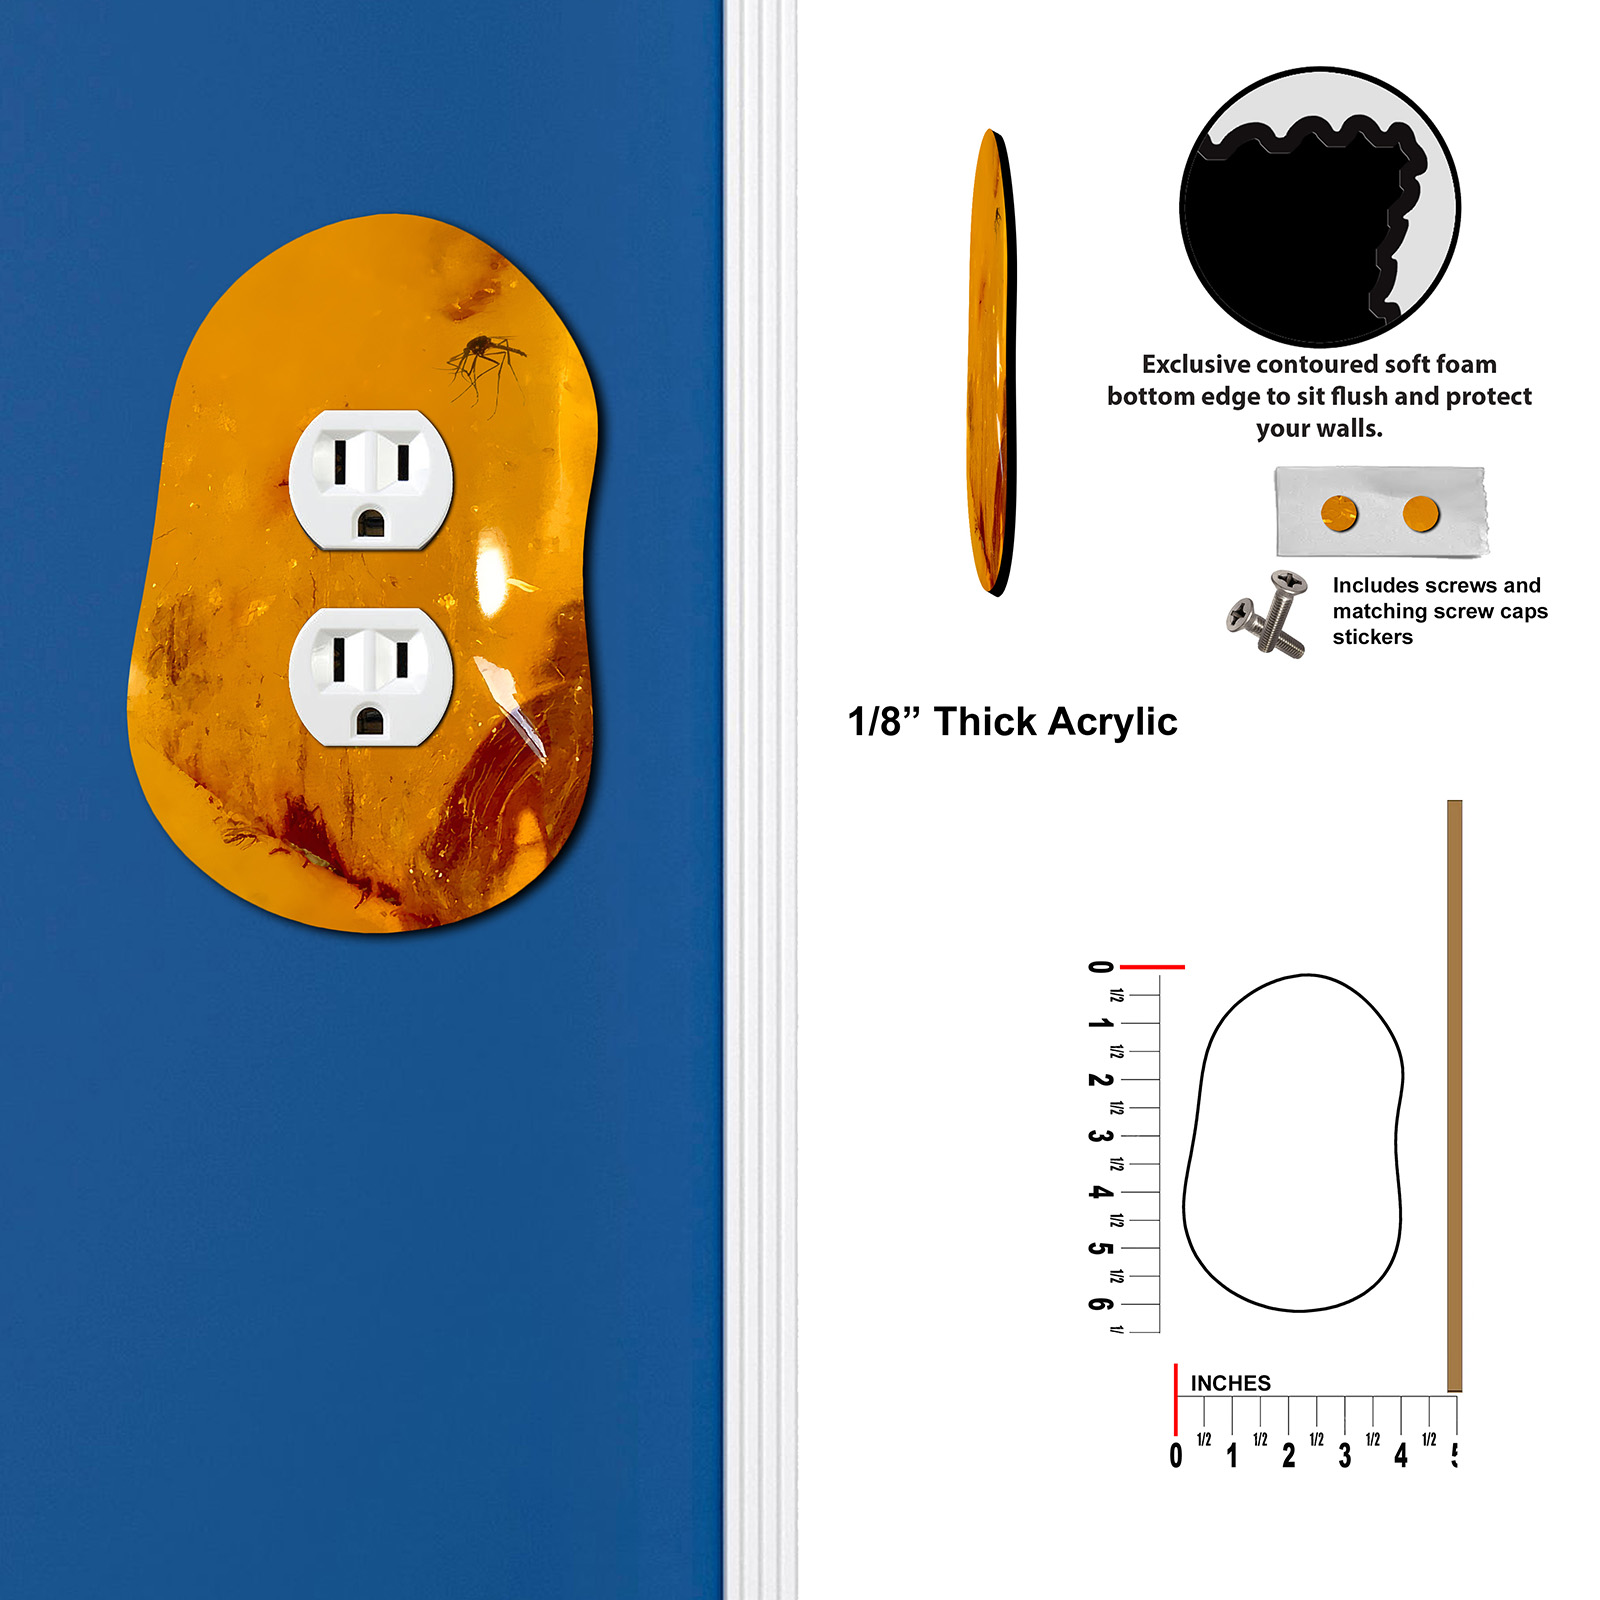 Exclusive contoured soft foam
bottom edge to sit flush and protect
your walls.
Includes screws and
matching screw caps
stickers
1/8” Thick Acrylic
0
1/2
1
1/2
2
1/2
3
1/2
4
1/2
5
1/2
6
1/
INCHES
0 1/2 1 1/2 2 1/2 3 1/2 4 1/2 5